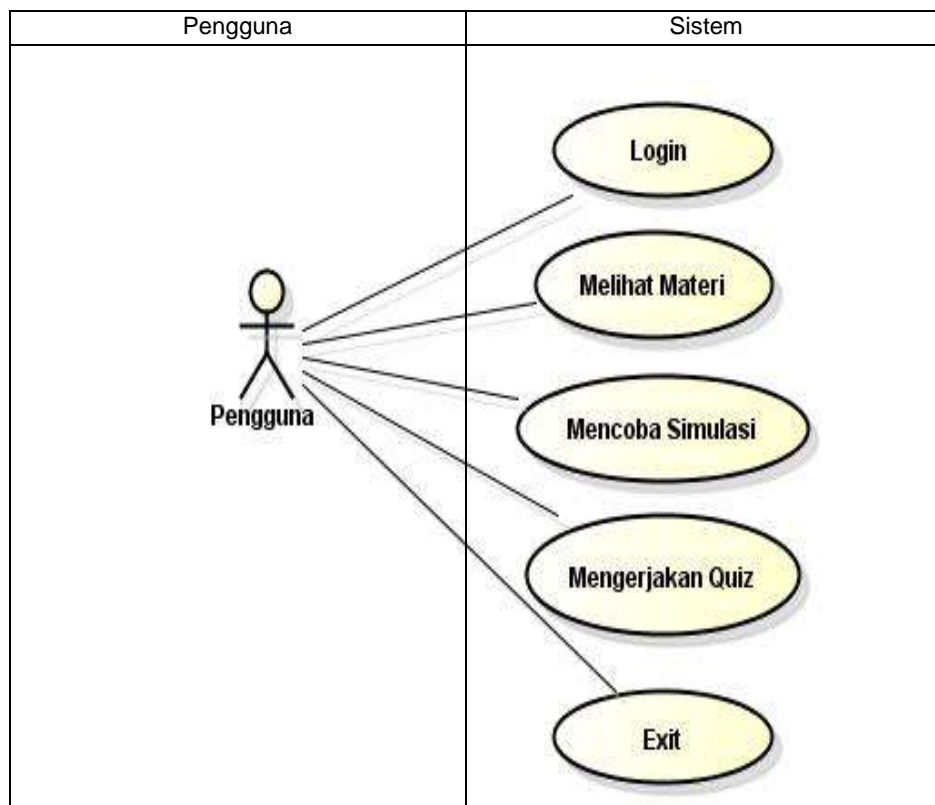 Pengguna
Sistem
Login
Melihat Materi
Pengguna
Mencoba Simulasi
Mengerjakan Quiz
Exit